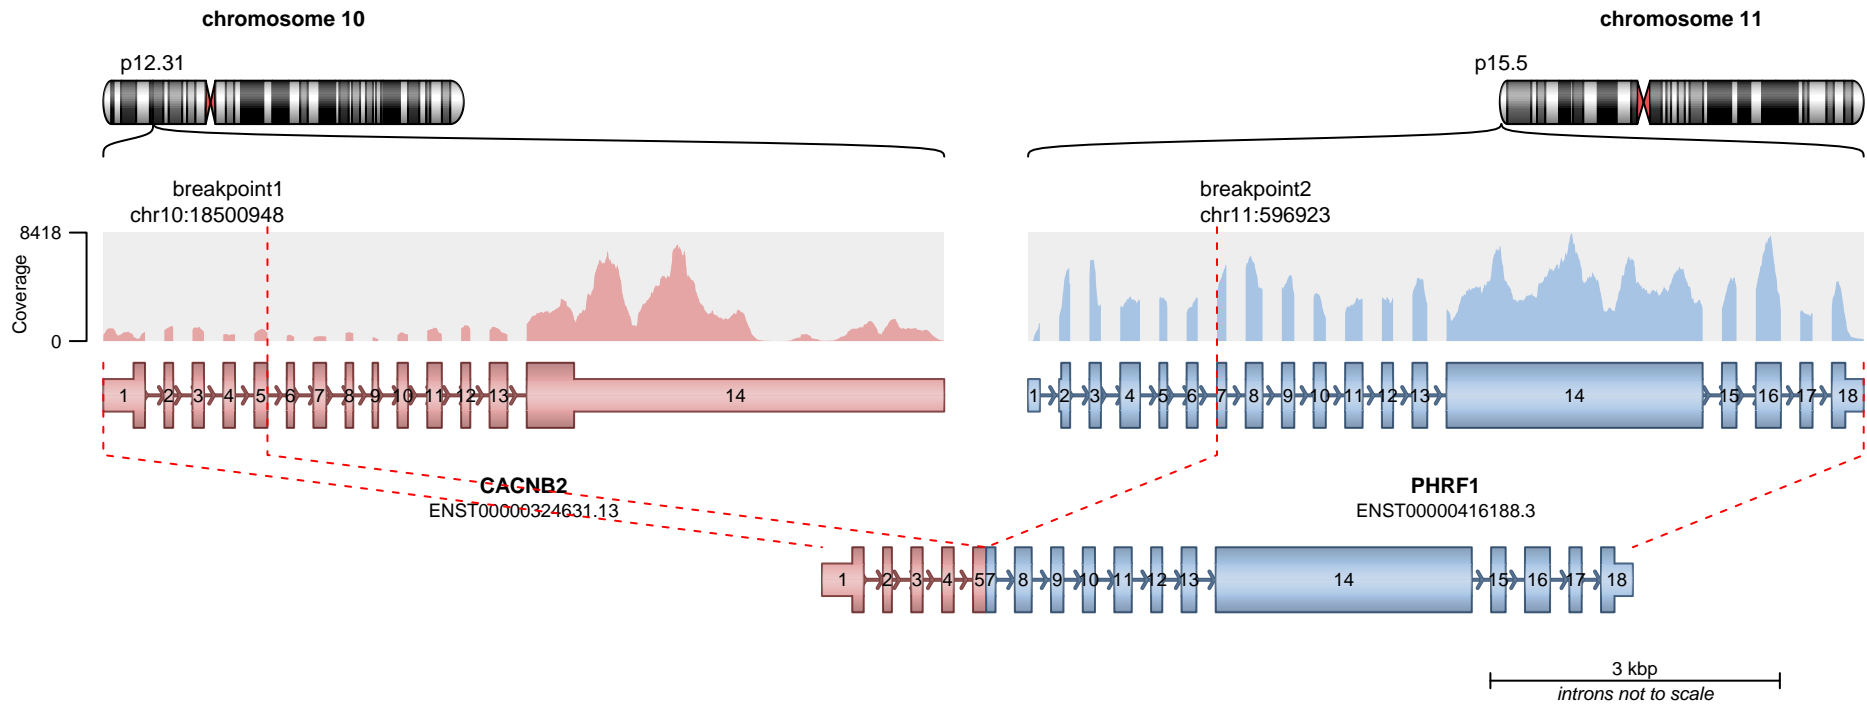 chromosome 10
chromosome 11
p12.31
p15.5
breakpoint1
chr10:18500948
breakpoint2
chr11:596923
8418
Coverage
0
1 2 3 4 5 6 7 8 9 10 11 12 13 14
1 2 3 4 5 6 7 8 9 10 11 12 13 14 15 16 17 18
CACNB2
ENST00000324631.13
PHRF1
ENST00000416188.3
1 2 3 4 5 7 8 9 10 11 12 13 14 15 16 17 18
3 kbp
introns not to scale